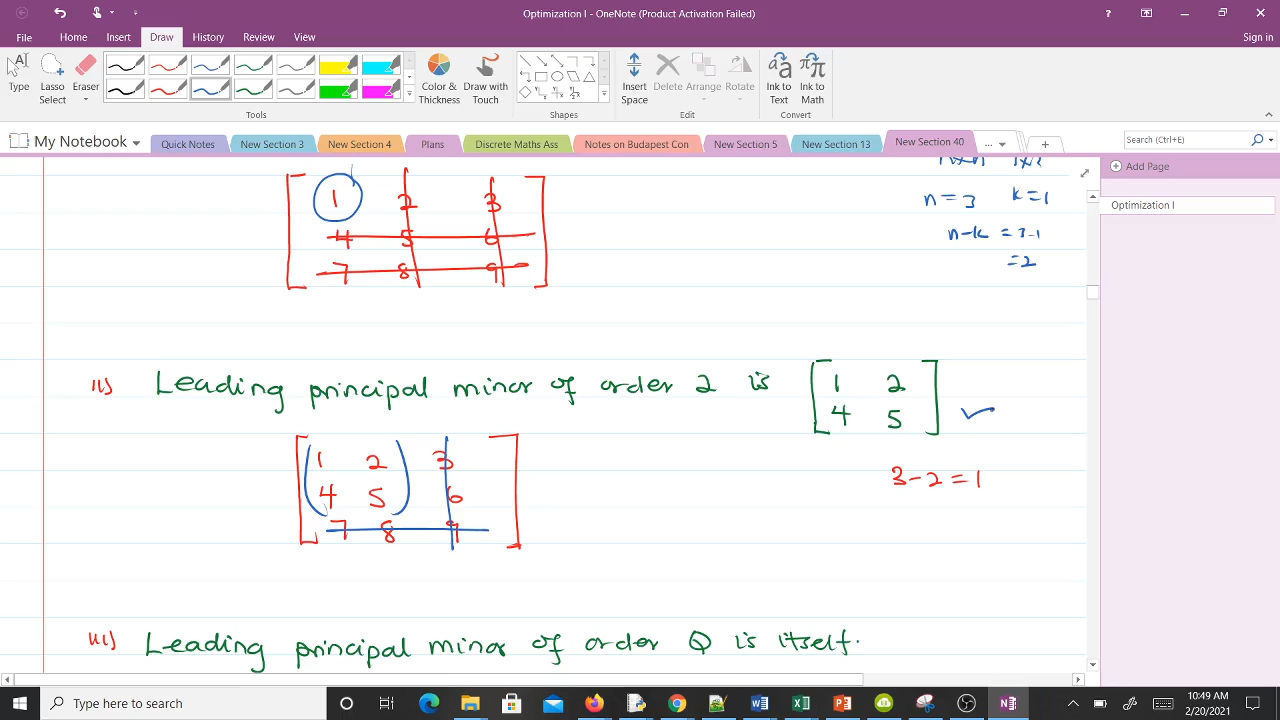 Optimization I - OneNote (Product Activation Failed)
File Home Insert Draw History Review View Sign in
Type Lasso Select Eraser Color & Thickness Draw with Touch Insert Space Delete Arrange Rotate Ink to Text Ink to Math
Tools Shapes Edit Convert
My Notebook Quick Notes New Section 3 New Section 4 Plans Discrete Maths Ass Notes on Budapest Con New Section 5 New Section 13 New Section 40 ... Search (Ctrl+E)
Add Page
Optimization I
1 2 3
4 5 6
7 8 9
n = 3 k = 1
n-k = 3-1
= 2
ii) Leading principal minor of order 2 is
1 2
4 5
1 2 3
4 5 6
7 8 9
3 - 2 = 1
iii) Leading principal minor of order Q is itself.
Type here to search
10:49 AM
2/20/2021